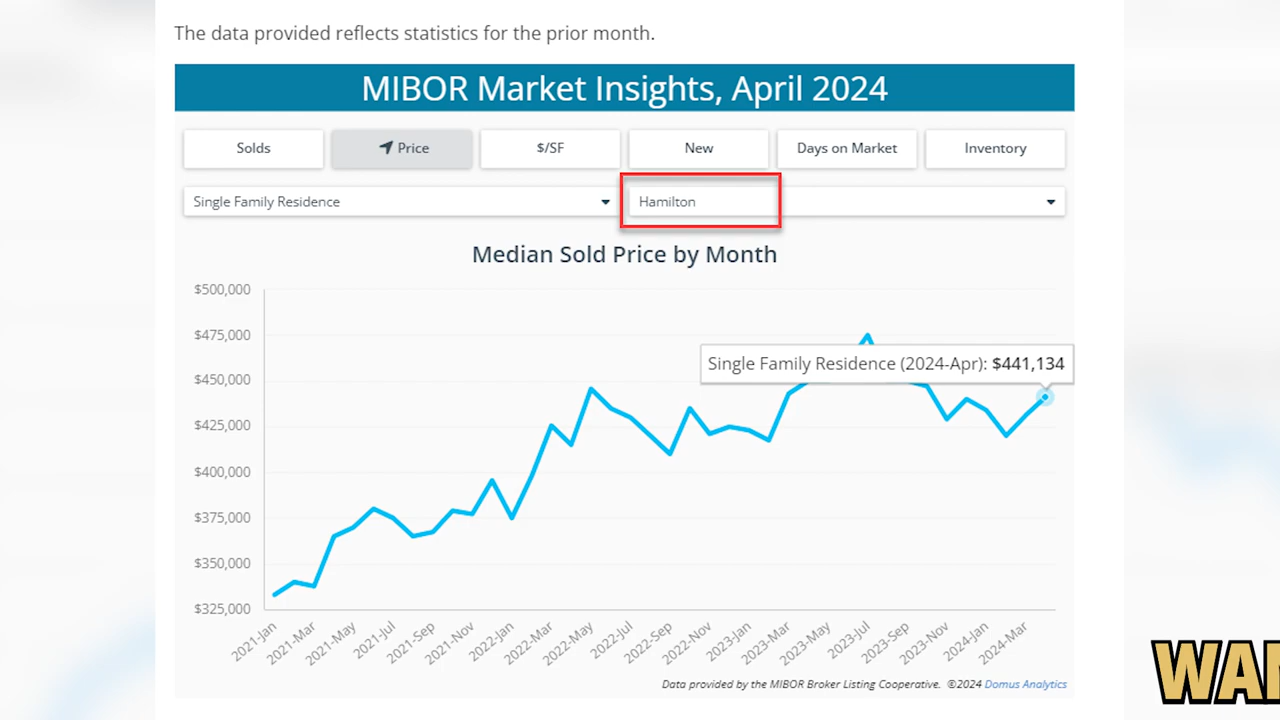 The data provided reflects statistics for the prior month.
MIBOR Market Insights, April 2024
Solds Price $/SF New Days on Market Inventory
Single Family Residence Hamilton
Median Sold Price by Month
$500,000
$475,000
Single Family Residence (2024-Apr): $441,134
$450,000
$425,000
$400,000
$375,000
$350,000
$325,000
2021-Jan 2021-Mar 2021-May 2021-Jul 2021-Sep 2021-Nov 2022-Jan 2022-Mar 2022-May 2022-Jul 2022-Sep 2022-Nov 2023-Jan 2023-Mar 2023-May 2023-Jul 2023-Sep 2023-Nov 2024-Jan 2024-Mar
Data provided by the MIBOR Broker Listing Cooperative. ©2024 Domus Analytics